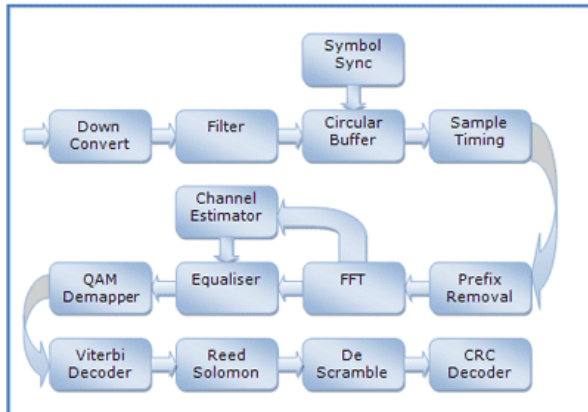 Symbol
Sync
Down
Convert
Filter
Circular
Buffer
Sample
Timing
Channel
Estimator
QAM
Demapper
Equaliser
FFT
Prefix
Removal
Viterbi
Decoder
Reed
Solomon
De
Scramble
CRC
Decoder